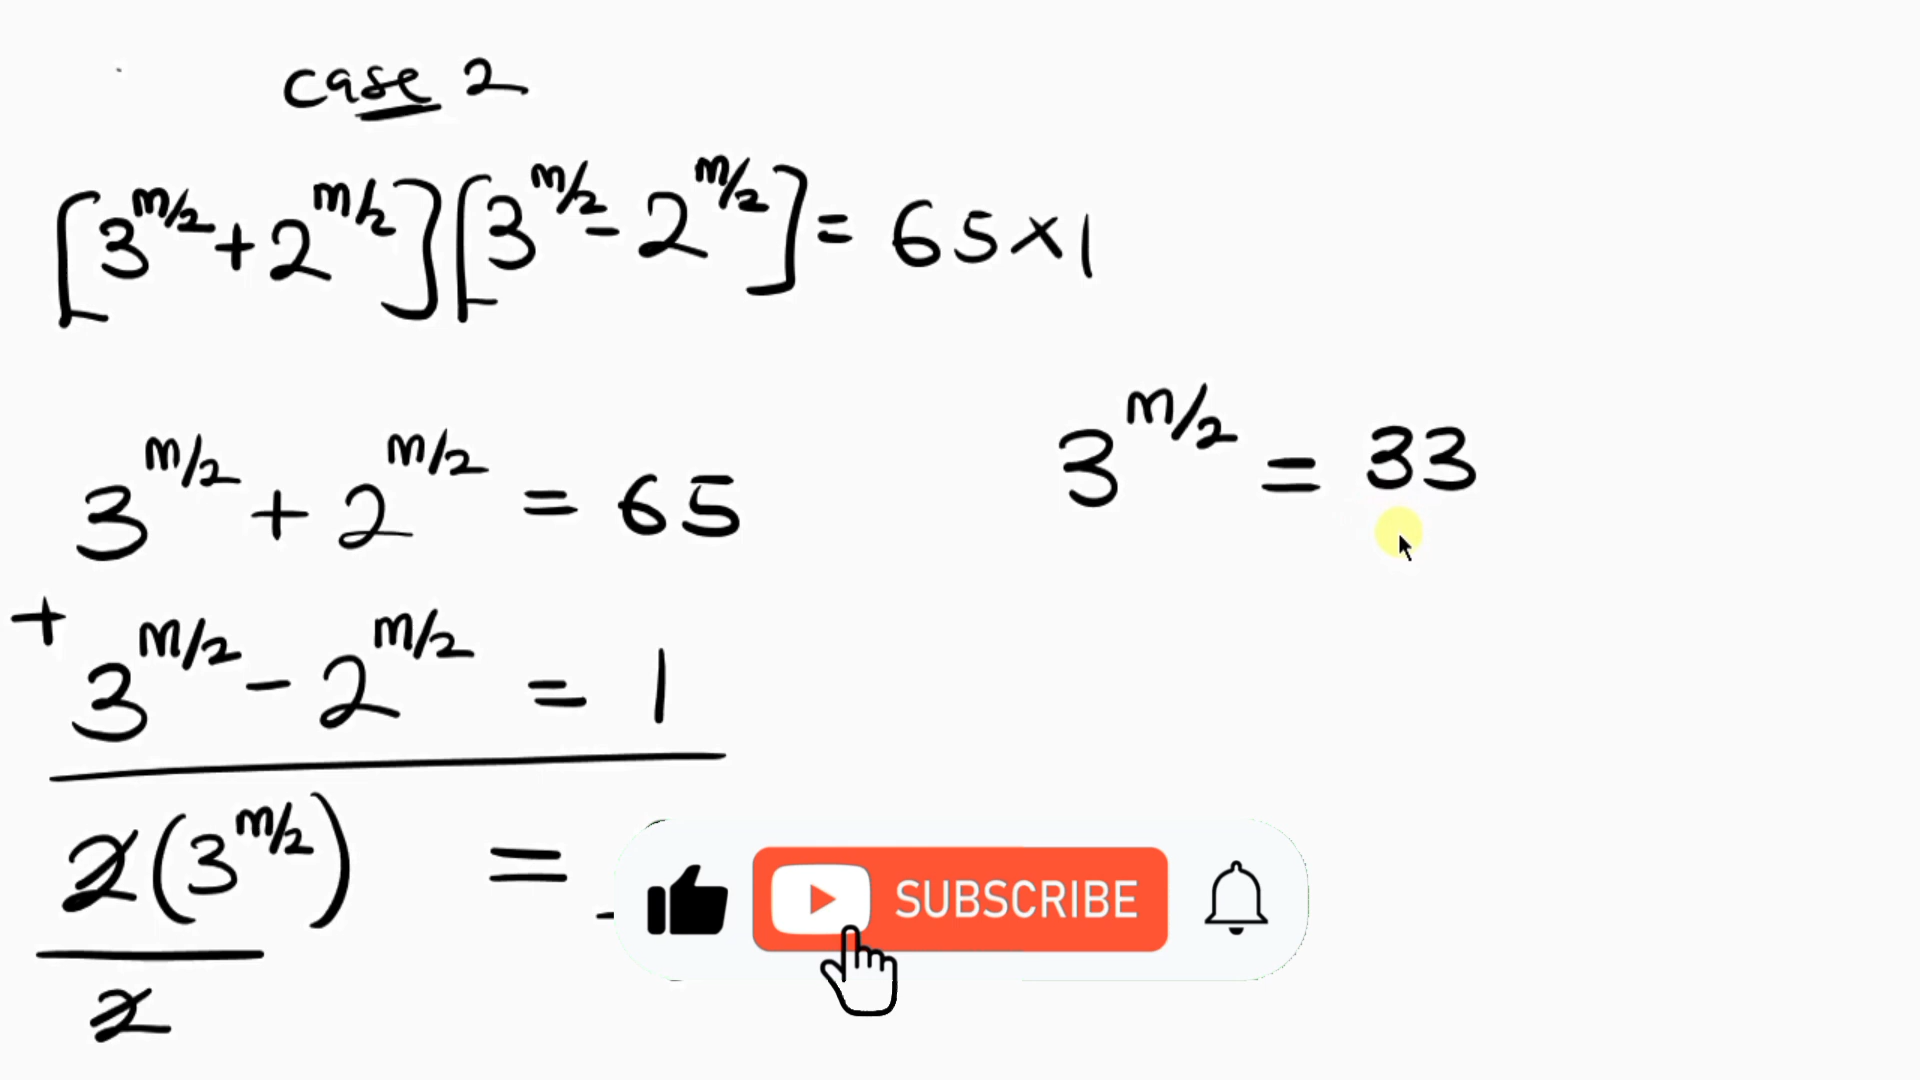 case 2
[3^{m/2} + 2^{m/2}] [3^{m/2} - 2^{m/2}] = 65 × 1
3^{m/2} + 2^{m/2} = 65
+ 3^{m/2} - 2^{m/2} = 1
2(3^{m/2}) =
2
3^{m/2} = 33
SUBSCRIBE